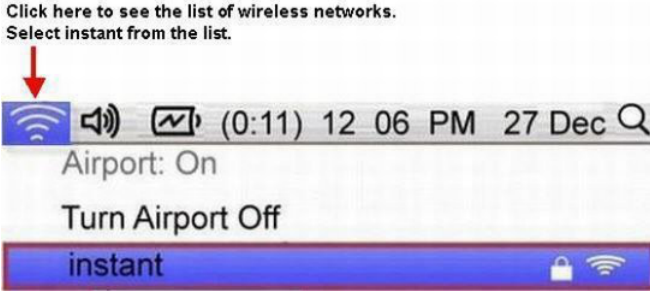 Click here to see the list of wireless networks.
Select instant from the list.
(0:11) 12 06 PM 27 Dec
Airport: On
Turn Airport Off
instant